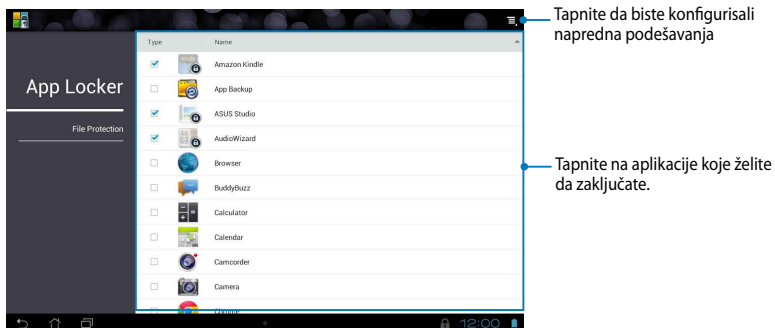 Tapnite da biste konfigurisali
napredna podešavanja
Type Name
App Locker
File Protection
Amazon Kindle
App Backup
ASUS Studio
AudioWizard
Browser
BuddyBuzz
Calculator
Calendar
Camcorder
Camera
Chrome
Tapnite na aplikacije koje želite
da zaključate.
12:00